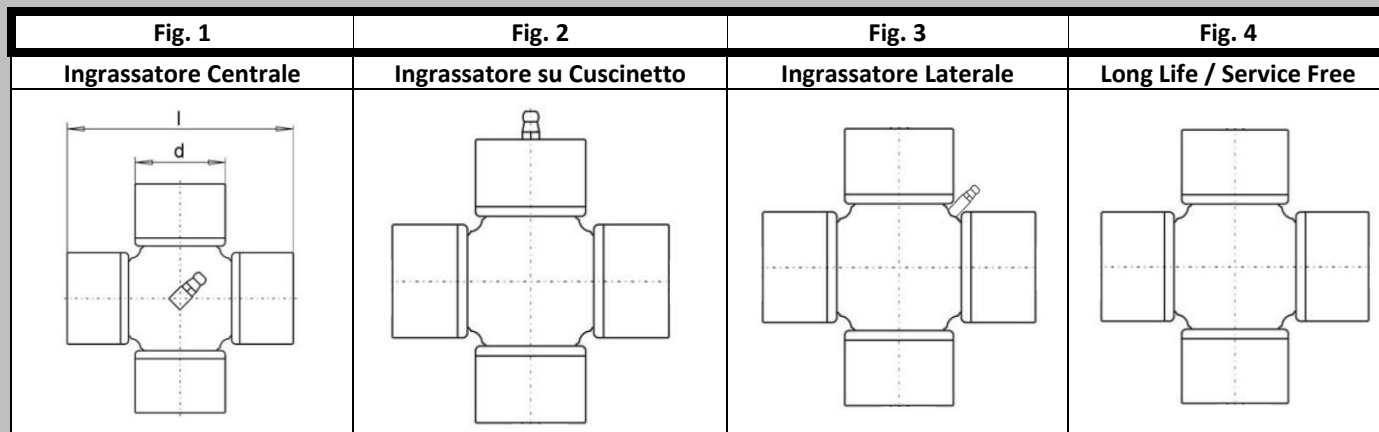 Fig. 1 Fig. 2 Fig. 3 Fig. 4
Ingrassatore Centrale Ingrassatore su Cuscinetto Ingrassatore Laterale Long Life / Service Free
l
d